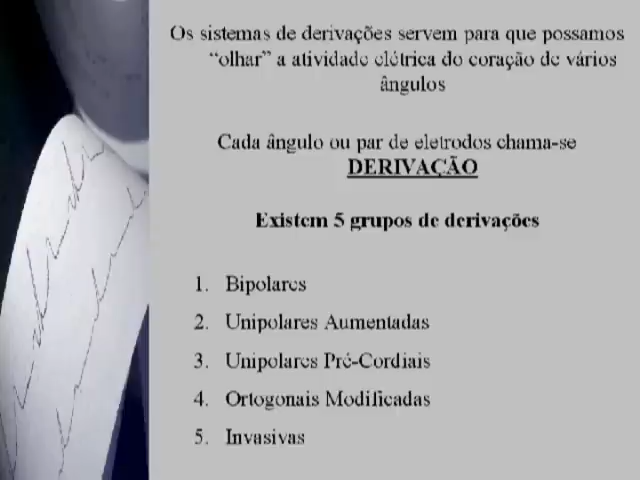 Os sistemas de derivações servem para que possamos
"olhar" a atividade elétrica do coração de vários
ângulos
Cada ângulo ou par de eletrodos chama-se
DERIVAÇÃO
Existem 5 grupos de derivações
1. Bipolares
2. Unipolares Aumentadas
3. Unipolares Pré-Cordiais
4. Ortogonais Modificadas
5. Invasivas